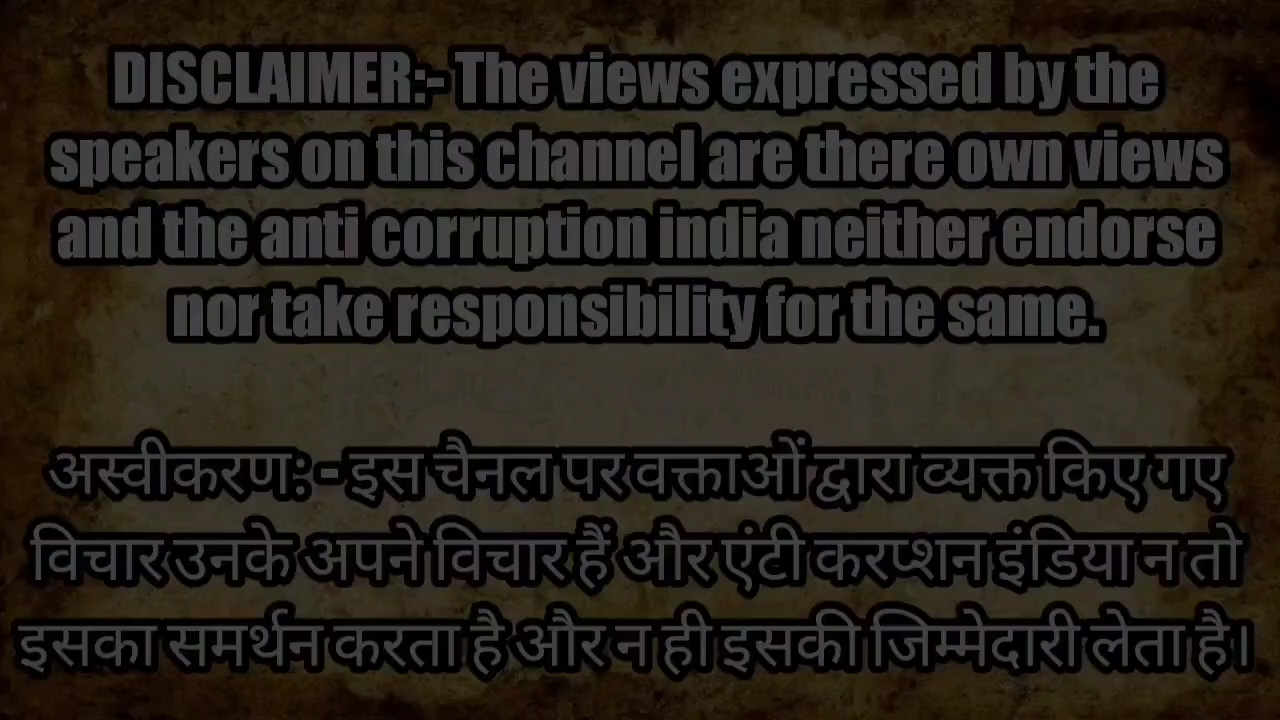 DISCLAIMER:- The views expressed by the
speakers on this channel are there own views
and the anti corruption india neither endorse
nor take responsibility for the same.
अस्वीकरण: - इस चैनल पर वक्ताओं द्वारा व्यक्त किए गए
विचार उनके अपने विचार हैं और एंटी करप्शन इंडिया न तो
इसका समर्थन करता है और न ही इसकी जिम्मेदारी लेता है।